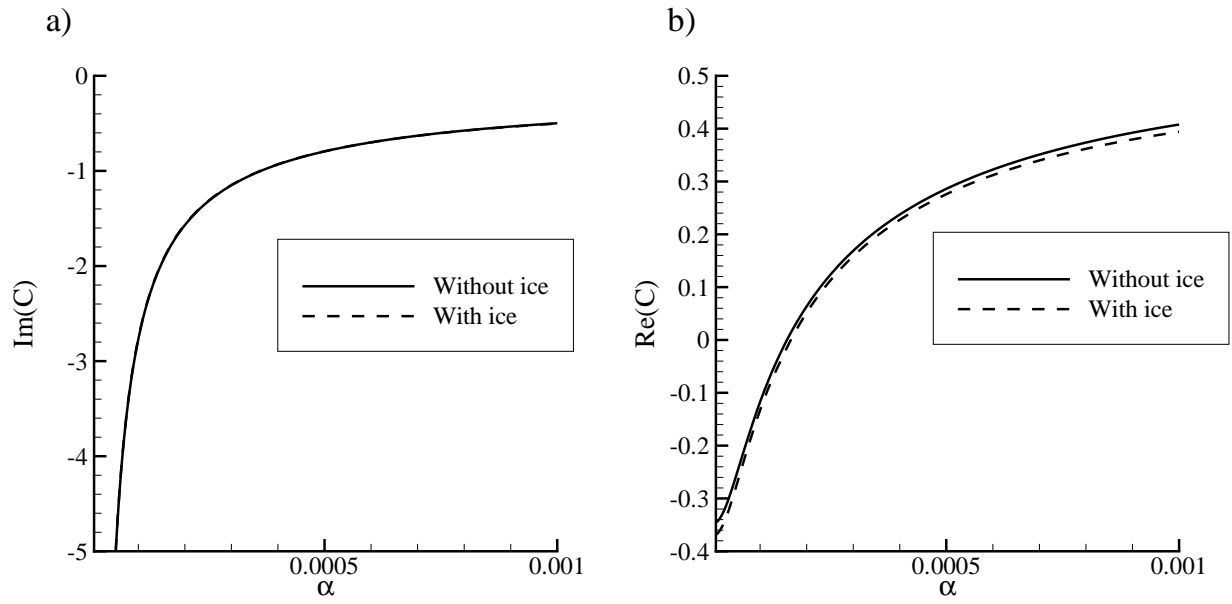 a)
0
-1
-2
-3
-4
-5
Im(C)
0.0005
0.001
α
Without ice
With ice
b)
0.5
0.4
0.3
0.2
0.1
0
-0.1
-0.2
-0.3
-0.4
Re(C)
0.0005
0.001
α
Without ice
With ice